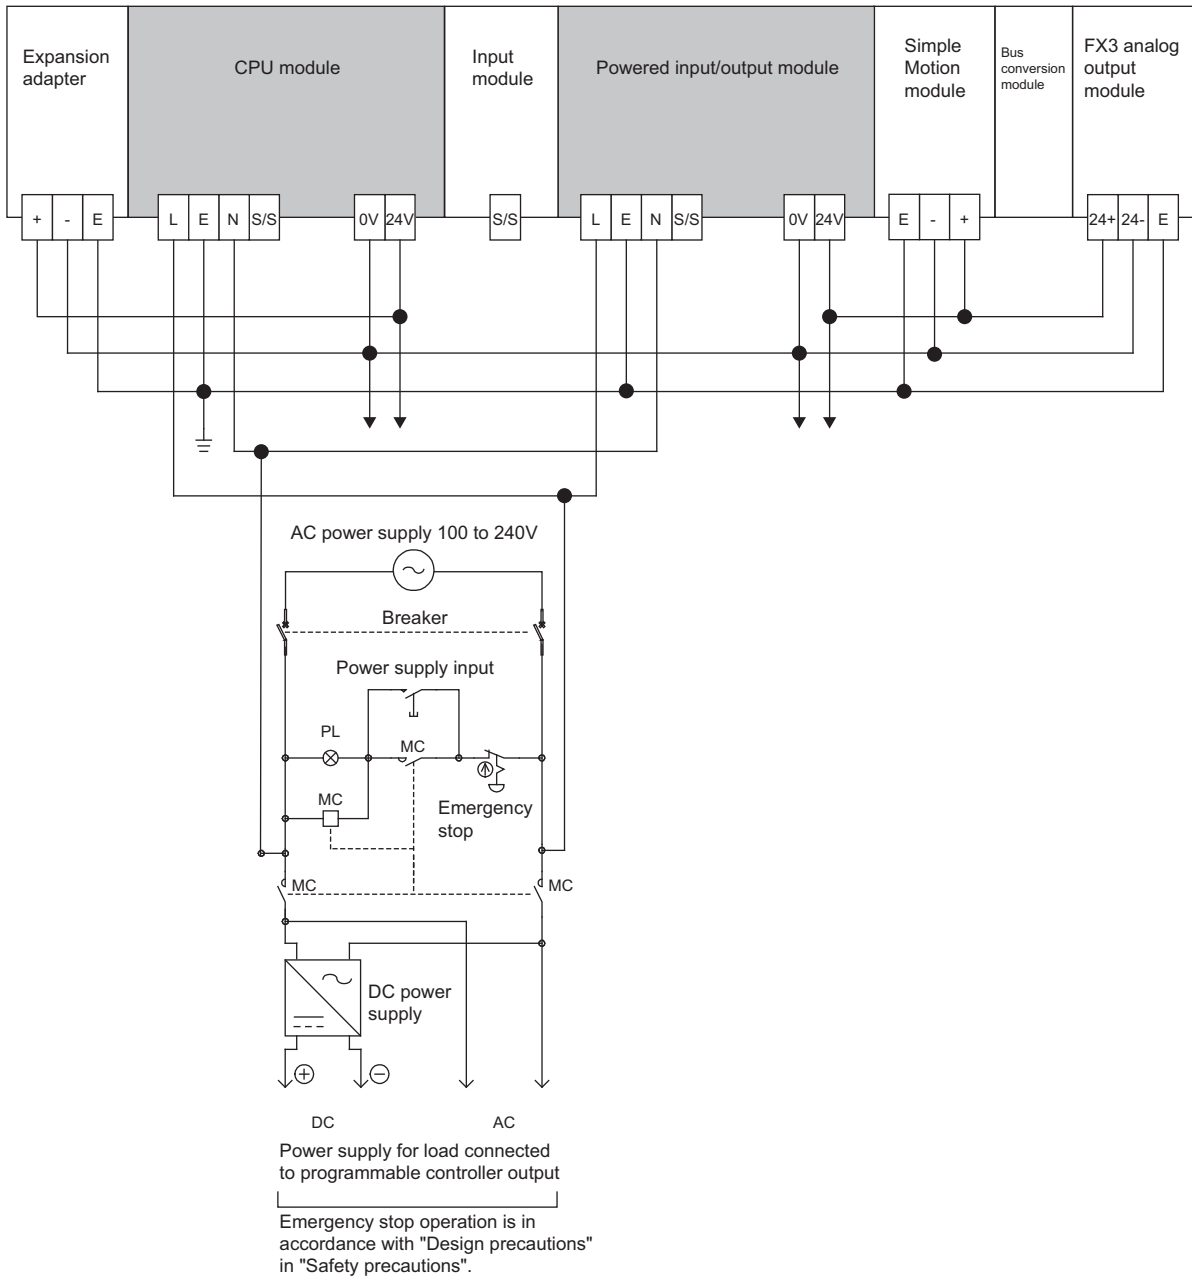 Expansion
adapter
CPU module
Input
module
Powered input/output module
Simple
Motion
module
Bus
conversion
module
FX3 analog
output
module
+ - E
L E N S/S
0V 24V
S/S
L E N S/S
0V 24V
E - +
24+ 24- E
AC power supply 100 to 240V
Breaker
Power supply input
PL
MC
MC
Emergency
stop
MC
MC
DC power
supply
+
-
DC
AC
Power supply for load connected
to programmable controller output
Emergency stop operation is in
accordance with "Design precautions"
in "Safety precautions".